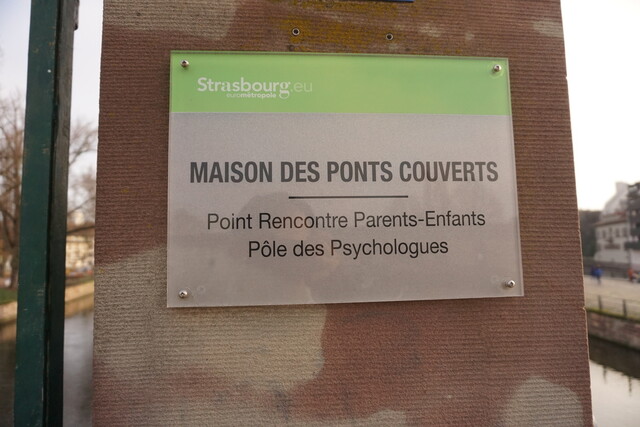 Strasbourg.eu
eurométropole
MAISON DES PONTS COUVERTS
Point Rencontre Parents-Enfants
Pôle des Psychologues